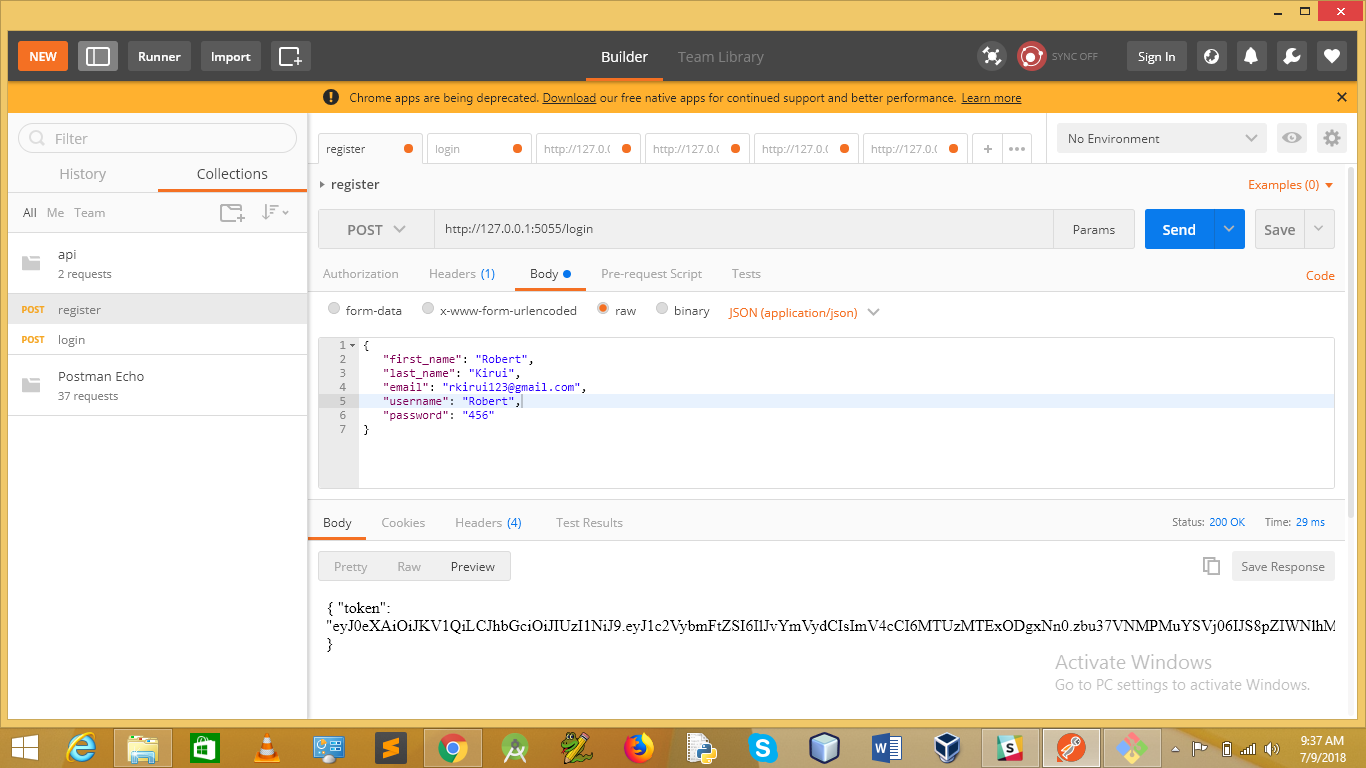 NEW
Runner
Import
Builder
Team Library
SYNC OFF
Sign In
Chrome apps are being deprecated. Download our free native apps for continued support and better performance. Learn more
Filter
History
Collections
All Me Team
api
2 requests
POST register
POST login
Postman Echo
37 requests
register
login
http://127.0.(
http://127.0.(
http://127.0.(
http://127.0.(
No Environment
register
Examples (0)
POST
http://127.0.0.1:5055/login
Params
Send
Save
Authorization
Headers (1)
Body
Pre-request Script
Tests
Code
form-data
x-www-form-urlencoded
raw
binary
JSON (application/json)
1 {
2 "first_name": "Robert",
3 "last_name": "Kirui",
4 "email": "rkirui123@gmail.com",
5 "username": "Robert",
6 "password": "456"
7 }
Body
Cookies
Headers (4)
Test Results
Status: 200 OK
Time: 29 ms
Pretty
Raw
Preview
Save Response
{ "token":
"eyJ0eXAiOiJKV1QiLCJhbGciOiJIUzI1NiJ9.eyJ1c2VybmFtZSI6IlJvYmVydCIsImV4cCI6MTUzMTExODgxNn0.zbu37VNMPMuYSVj06IJS8pZIWNlhM
}
Activate Windows
Go to PC settings to activate Windows.
9:37 AM
7/9/2018